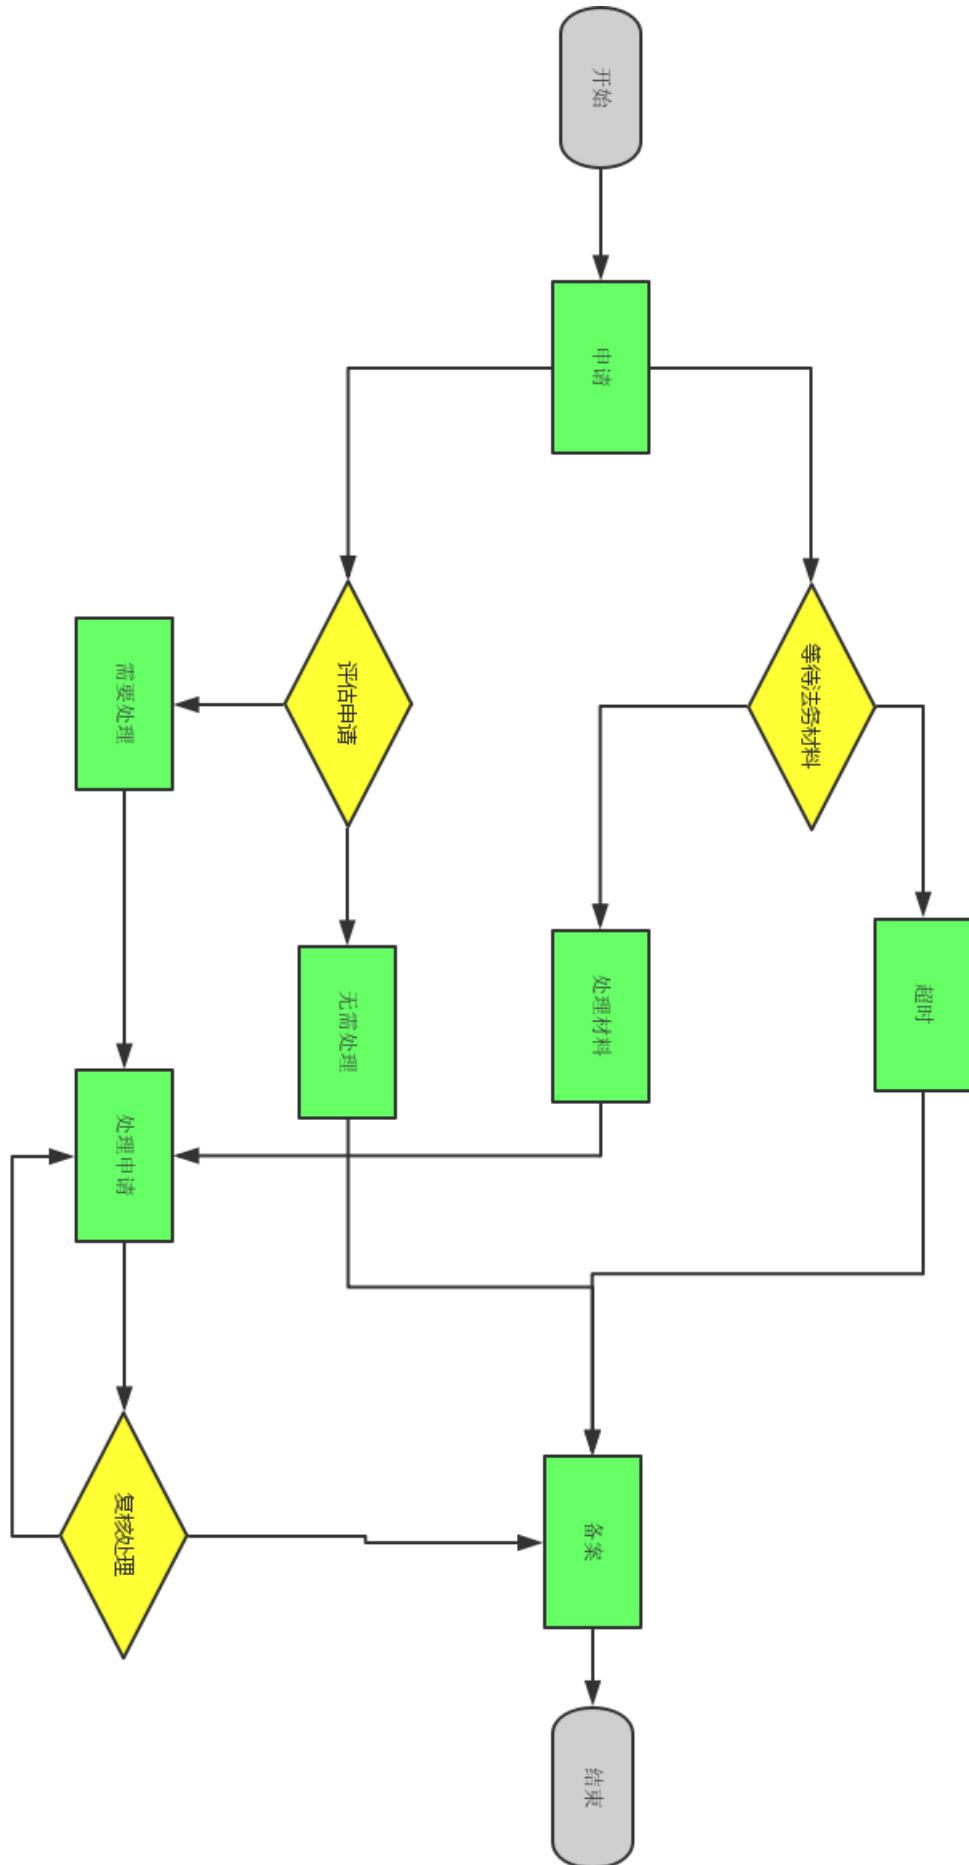 开始
申请
评估申请
等待法务材料
需要处理
无需处理
处理材料
超时
处理申请
复核处理
备案
结束